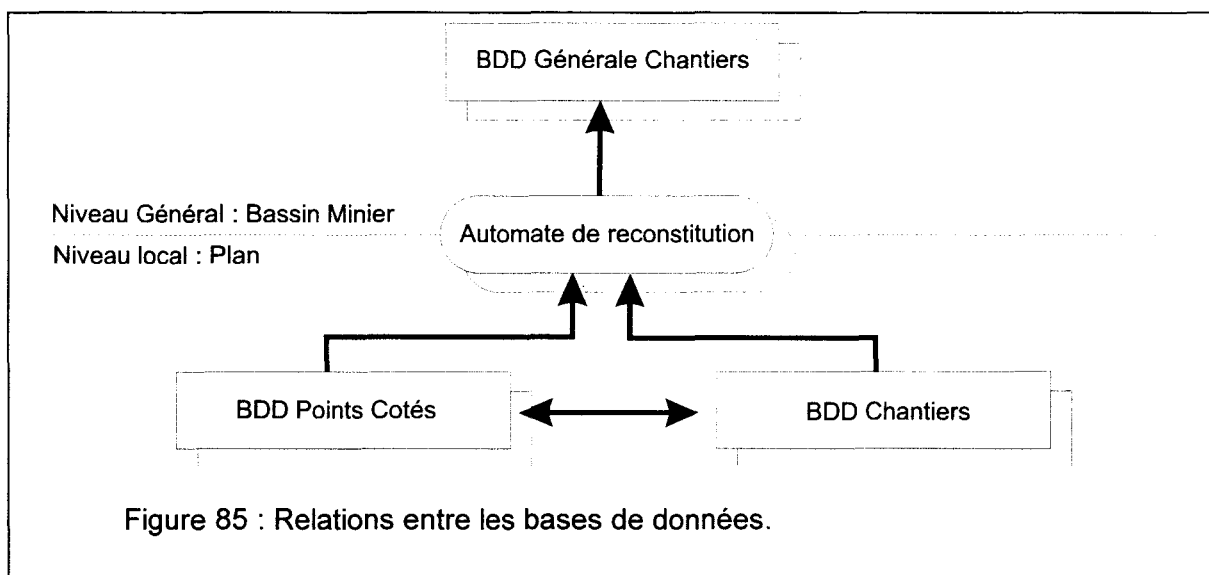 BDD Générale Chantiers
Niveau Général : Bassin Minier
Automate de reconstitution
Niveau local : Plan
BDD Points Cotés
BDD Chantiers
Figure 85 : Relations entre les bases de données.